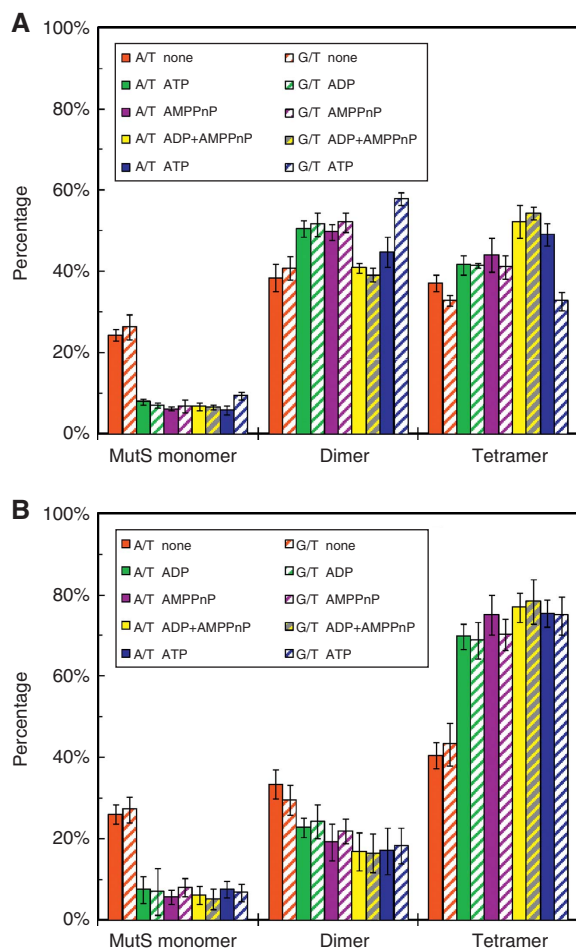 A
100%
80%
60%
40%
20%
0%
Percentage
A/T none G/T none
A/T ATP G/T ADP
A/T AMPPnP G/T AMPPnP
A/T ADP+AMPPnP G/T ADP+AMPPnP
A/T ATP G/T ATP
MutS monomer Dimer Tetramer
B
100%
80%
60%
40%
20%
0%
Percentage
A/T none G/T none
A/T ADP G/T ADP
A/T AMPPnP G/T AMPPnP
A/T ADP+AMPPnP G/T ADP+AMPPnP
A/T ATP G/T ATP
MutS monomer Dimer Tetramer